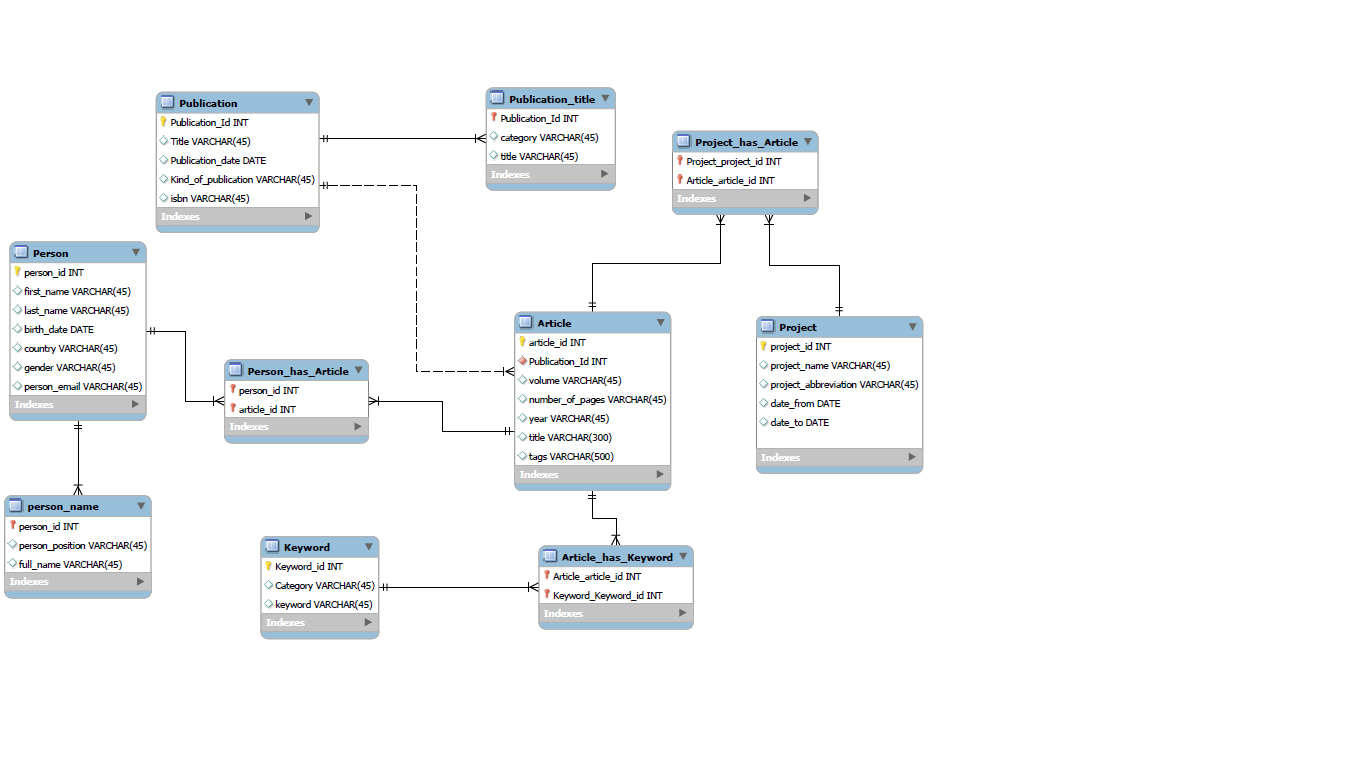 Publication
Publication_Id INT
Title VARCHAR(45)
Publication_date DATE
Kind_of_publication VARCHAR(45)
isbn VARCHAR(45)
Indexes
Publication_title
Publication_Id INT
category VARCHAR(45)
title VARCHAR(45)
Indexes
Project_has_Article
Project_project_id INT
Article_article_id INT
Indexes
Person
person_id INT
first_name VARCHAR(45)
last_name VARCHAR(45)
birth_date DATE
country VARCHAR(45)
gender VARCHAR(45)
person_email VARCHAR(45)
Indexes
Person_has_Article
person_id INT
article_id INT
Indexes
Article
article_id INT
Publication_Id INT
volume VARCHAR(45)
number_of_pages VARCHAR(45)
year VARCHAR(45)
title VARCHAR(300)
tags VARCHAR(500)
Indexes
Project
project_id INT
project_name VARCHAR(45)
project_abbreviation VARCHAR(45)
date_from DATE
date_to DATE
Indexes
person_name
person_id INT
person_position VARCHAR(45)
full_name VARCHAR(45)
Indexes
Keyword
Keyword_id INT
Category VARCHAR(45)
keyword VARCHAR(45)
Indexes
Article_has_Keyword
Article_article_id INT
Keyword_Keyword_id INT
Indexes